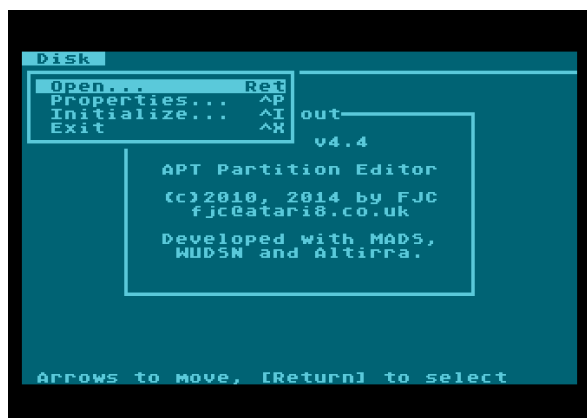 Disk
Open... Ret
Properties... ^P
Initialize... ^I
Exit ^X
out
v4.4
APT Partition Editor
(c)2010, 2014 by FJC
fjc@atari8.co.uk
Developed with MADS,
WUDSN and Altirra.
Arrows to move, [Return] to select